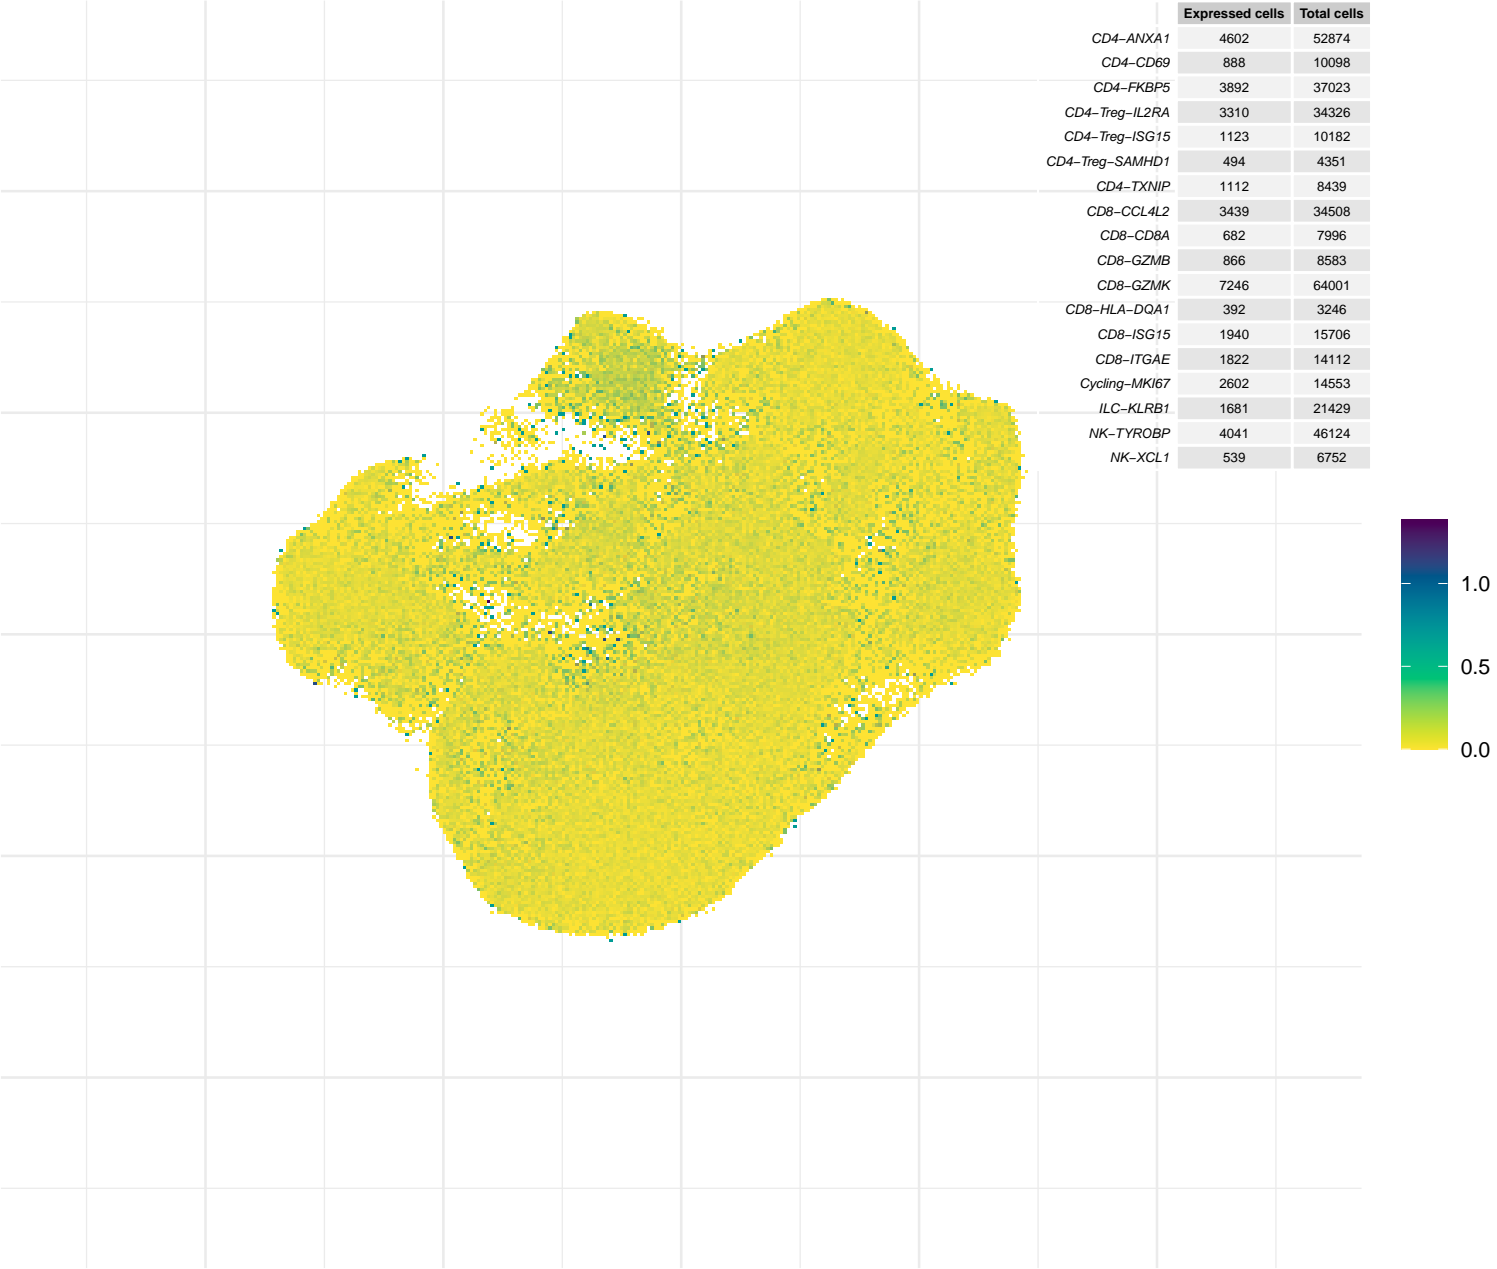 Expressed cells Total cells
CD4−ANXA1 4602 52874
CD4−CD69 888 10098
CD4−FKBP5 3892 37023
CD4−Treg−IL2RA 3310 34326
CD4−Treg−ISG15 1123 10182
CD4−Treg−SAMHD1 494 4351
CD4−TXNIP 1112 8439
CD8−CCL4L2 3439 34508
CD8−CD8A 682 7996
CD8−GZMB 866 8583
CD8−GZMK 7246 64001
CD8−HLA−DQA1 392 3246
CD8−ISG15 1940 15706
CD8−ITGAE 1822 14112
Cycling−MKI67 2602 14553
ILC−KLRB1 1681 21429
NK−TYROBP 4041 46124
NK−XCL1 539 6752
1.0
0.5
0.0